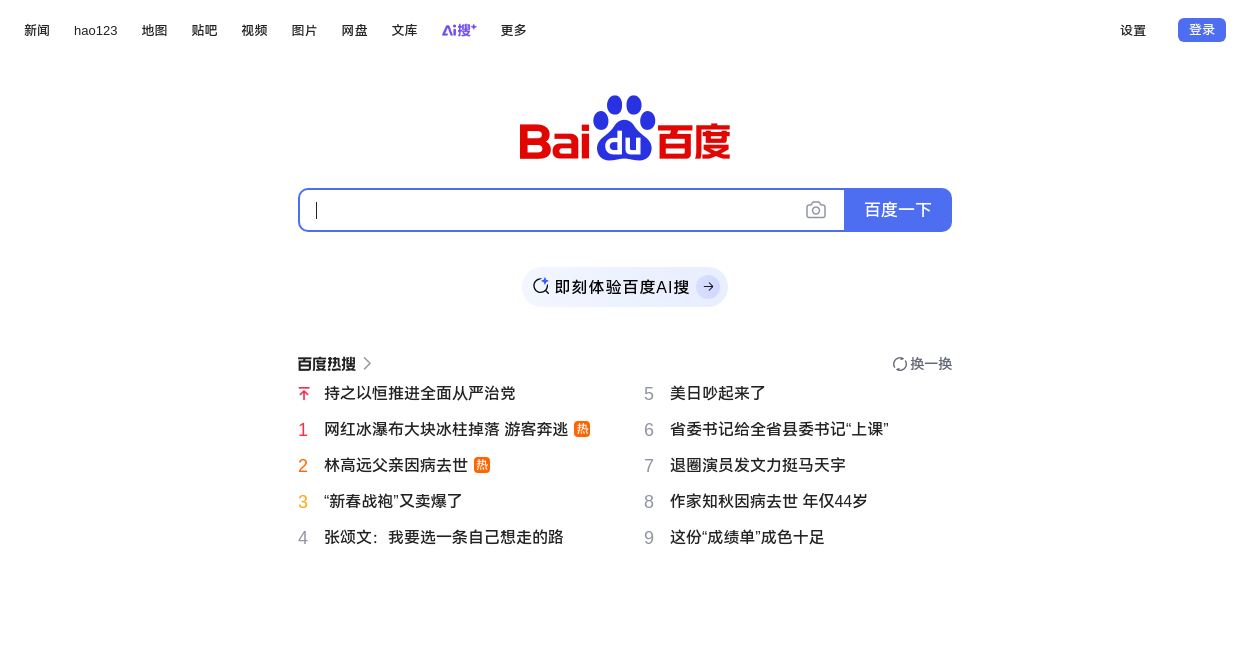 新闻 hao123 地图 贴吧 视频 图片 网盘 文库 Ai搜+ 更多 设置 登录
Bai du 百度
百度一下
即刻体验百度AI搜
百度热搜 换一换
持之以恒推进全面从严治党
1 网红冰瀑布大块冰柱掉落 游客奔逃 热
2 林高远父亲因病去世 热
3 “新春战袍”又卖爆了
4 张颂文：我要选一条自己想走的路
5 美日吵起来了
6 省委书记给全省县委书记“上课”
7 退圈演员发文力挺马天宇
8 作家知秋因病去世 年仅44岁
9 这份“成绩单”成色十足